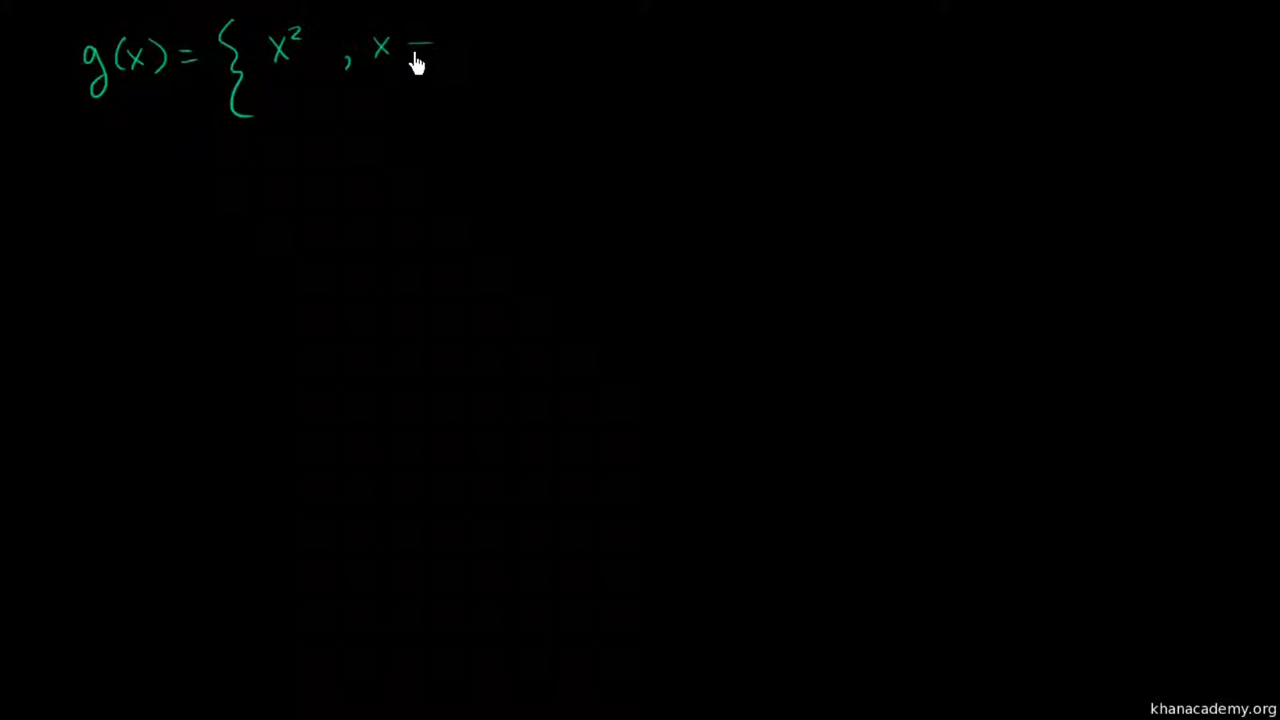 g(x) = { x² , x –
khanacademy.org